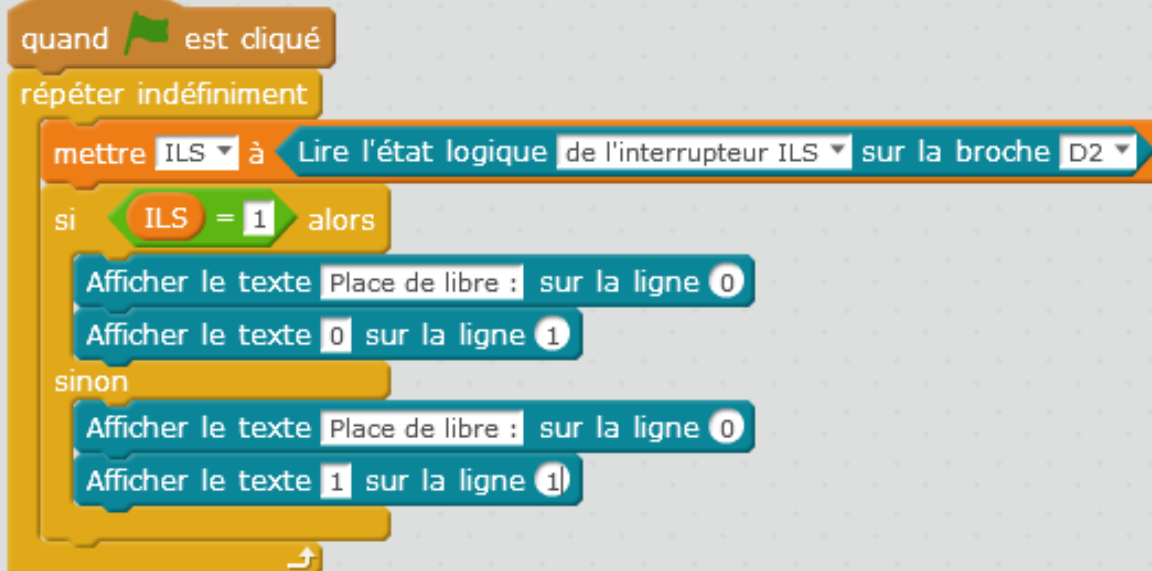 quand est cliqué
répéter indéfiniment
mettre ILS à Lire l'état logique de l'interrupteur ILS sur la broche D2
si ILS = 1 alors
Afficher le texte Place de libre : sur la ligne 0
Afficher le texte 0 sur la ligne 1
sinon
Afficher le texte Place de libre : sur la ligne 0
Afficher le texte 1 sur la ligne 1